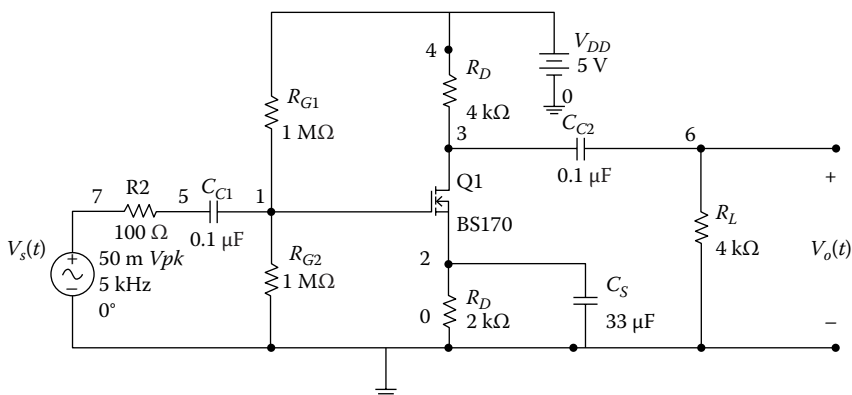 4
R_D
4 kΩ
V_DD
5 V
0
R_G1
1 MΩ
3
C_C2
0.1 µF
6
7
R2
100 Ω
5
C_C1
0.1 µF
1
Q1
BS170
+
V_s(t)
+
−
50 m Vpk
5 kHz
0°
R_G2
1 MΩ
2
R_D
2 kΩ
0
C_S
33 µF
R_L
4 kΩ
V_o(t)
−